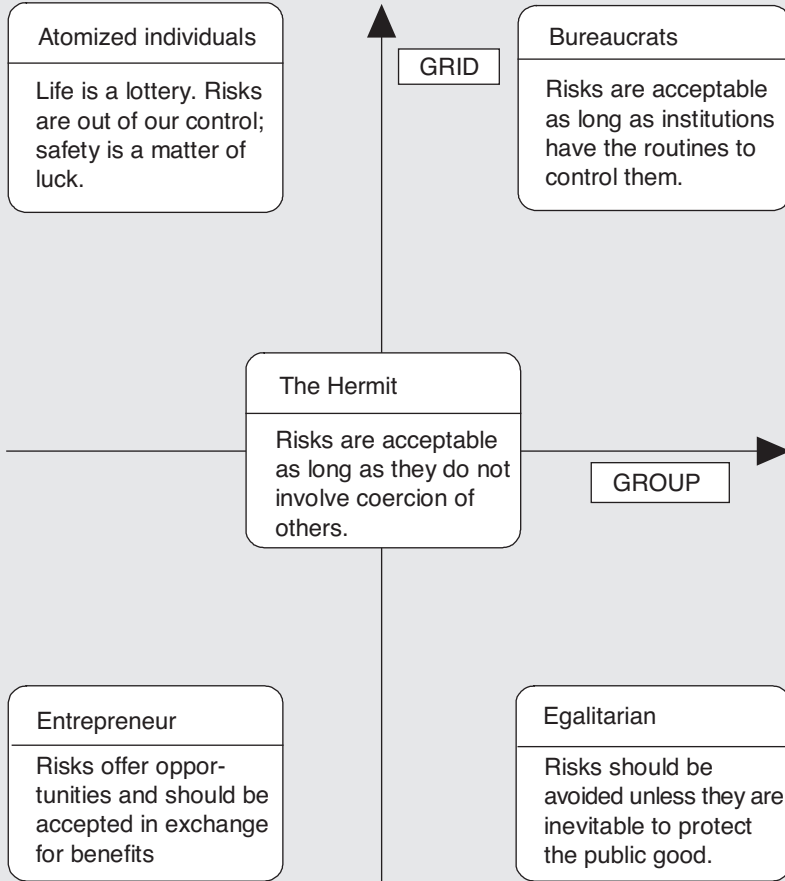 Atomized individuals
Life is a lottery. Risks
are out of our control;
safety is a matter of
luck.
GRID
Bureaucrats
Risks are acceptable
as long as institutions
have the routines to
control them.
The Hermit
Risks are acceptable
as long as they do not
involve coercion of
others.
GROUP
Entrepreneur
Risks offer oppor-
tunities and should be
accepted in exchange
for benefits
Egalitarian
Risks should be
avoided unless they are
inevitable to protect
the public good.